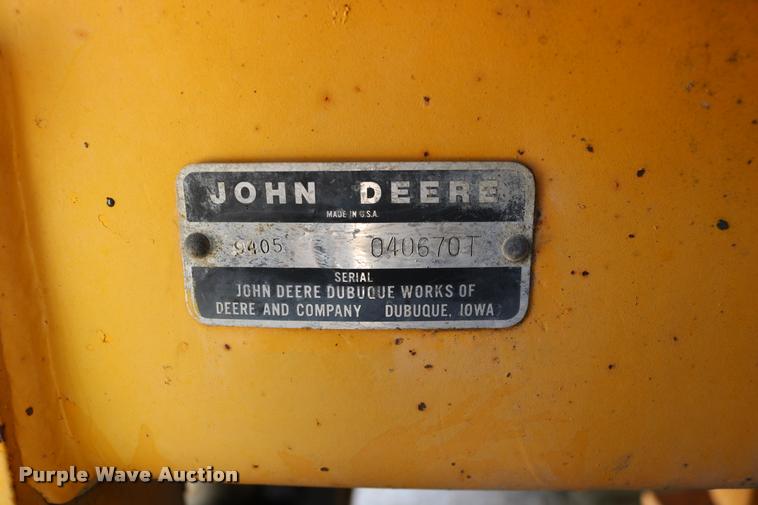 JOHN DEERE
MADE IN U.S.A.
9405 040670T
SERIAL
JOHN DEERE DUBUQUE WORKS OF
DEERE AND COMPANY DUBUQUE, IOWA
Purple Wave Auction